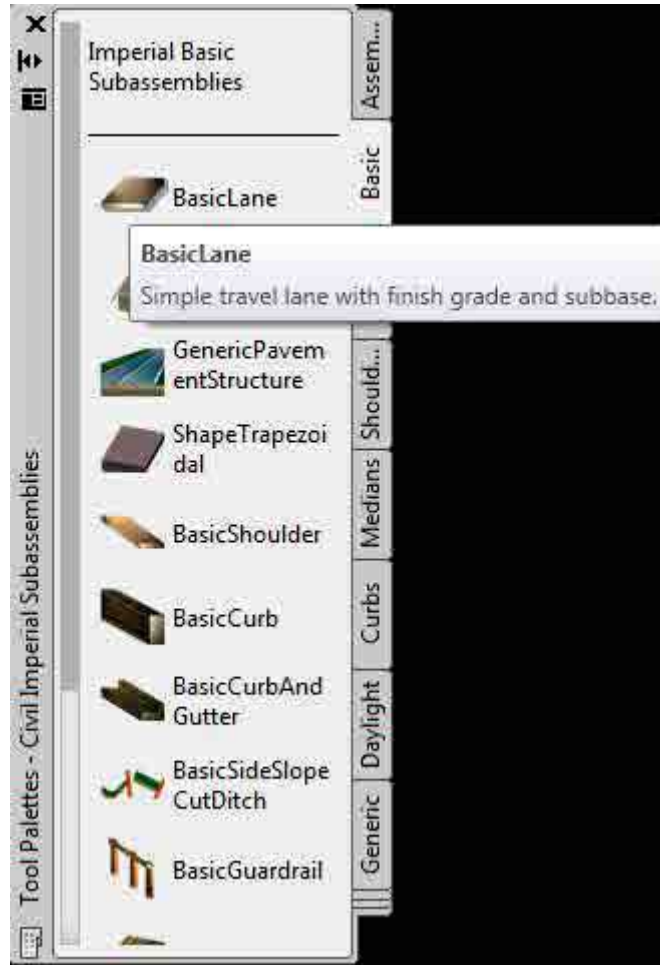 Imperial Basic
Subassemblies
BasicLane
BasicLane
Simple travel lane with finish grade and subbase.
GenericPavem
entStructure
ShapeTrapezoi
dal
BasicShoulder
BasicCurb
BasicCurbAnd
Gutter
BasicSideSlope
CutDitch
BasicGuardrail
Assem...
Basic
Should...
Medians
Curbs
Daylight
Generic
Tool Palettes - Civil Imperial Subassemblies